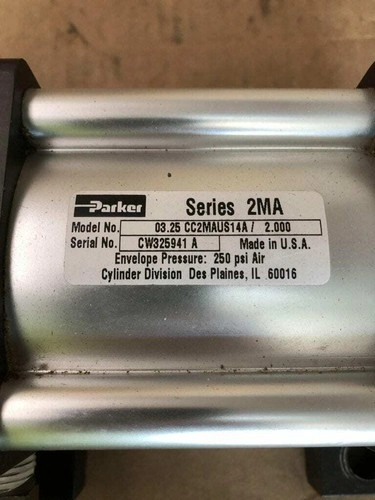 Parker Series 2MA
Model No. 03.25 CC2MAUS14A/ 2.000
Serial No. CW325941 A Made in U.S.A.
Envelope Pressure: 250 psi Air
Cylinder Division Des Plaines, IL 60016